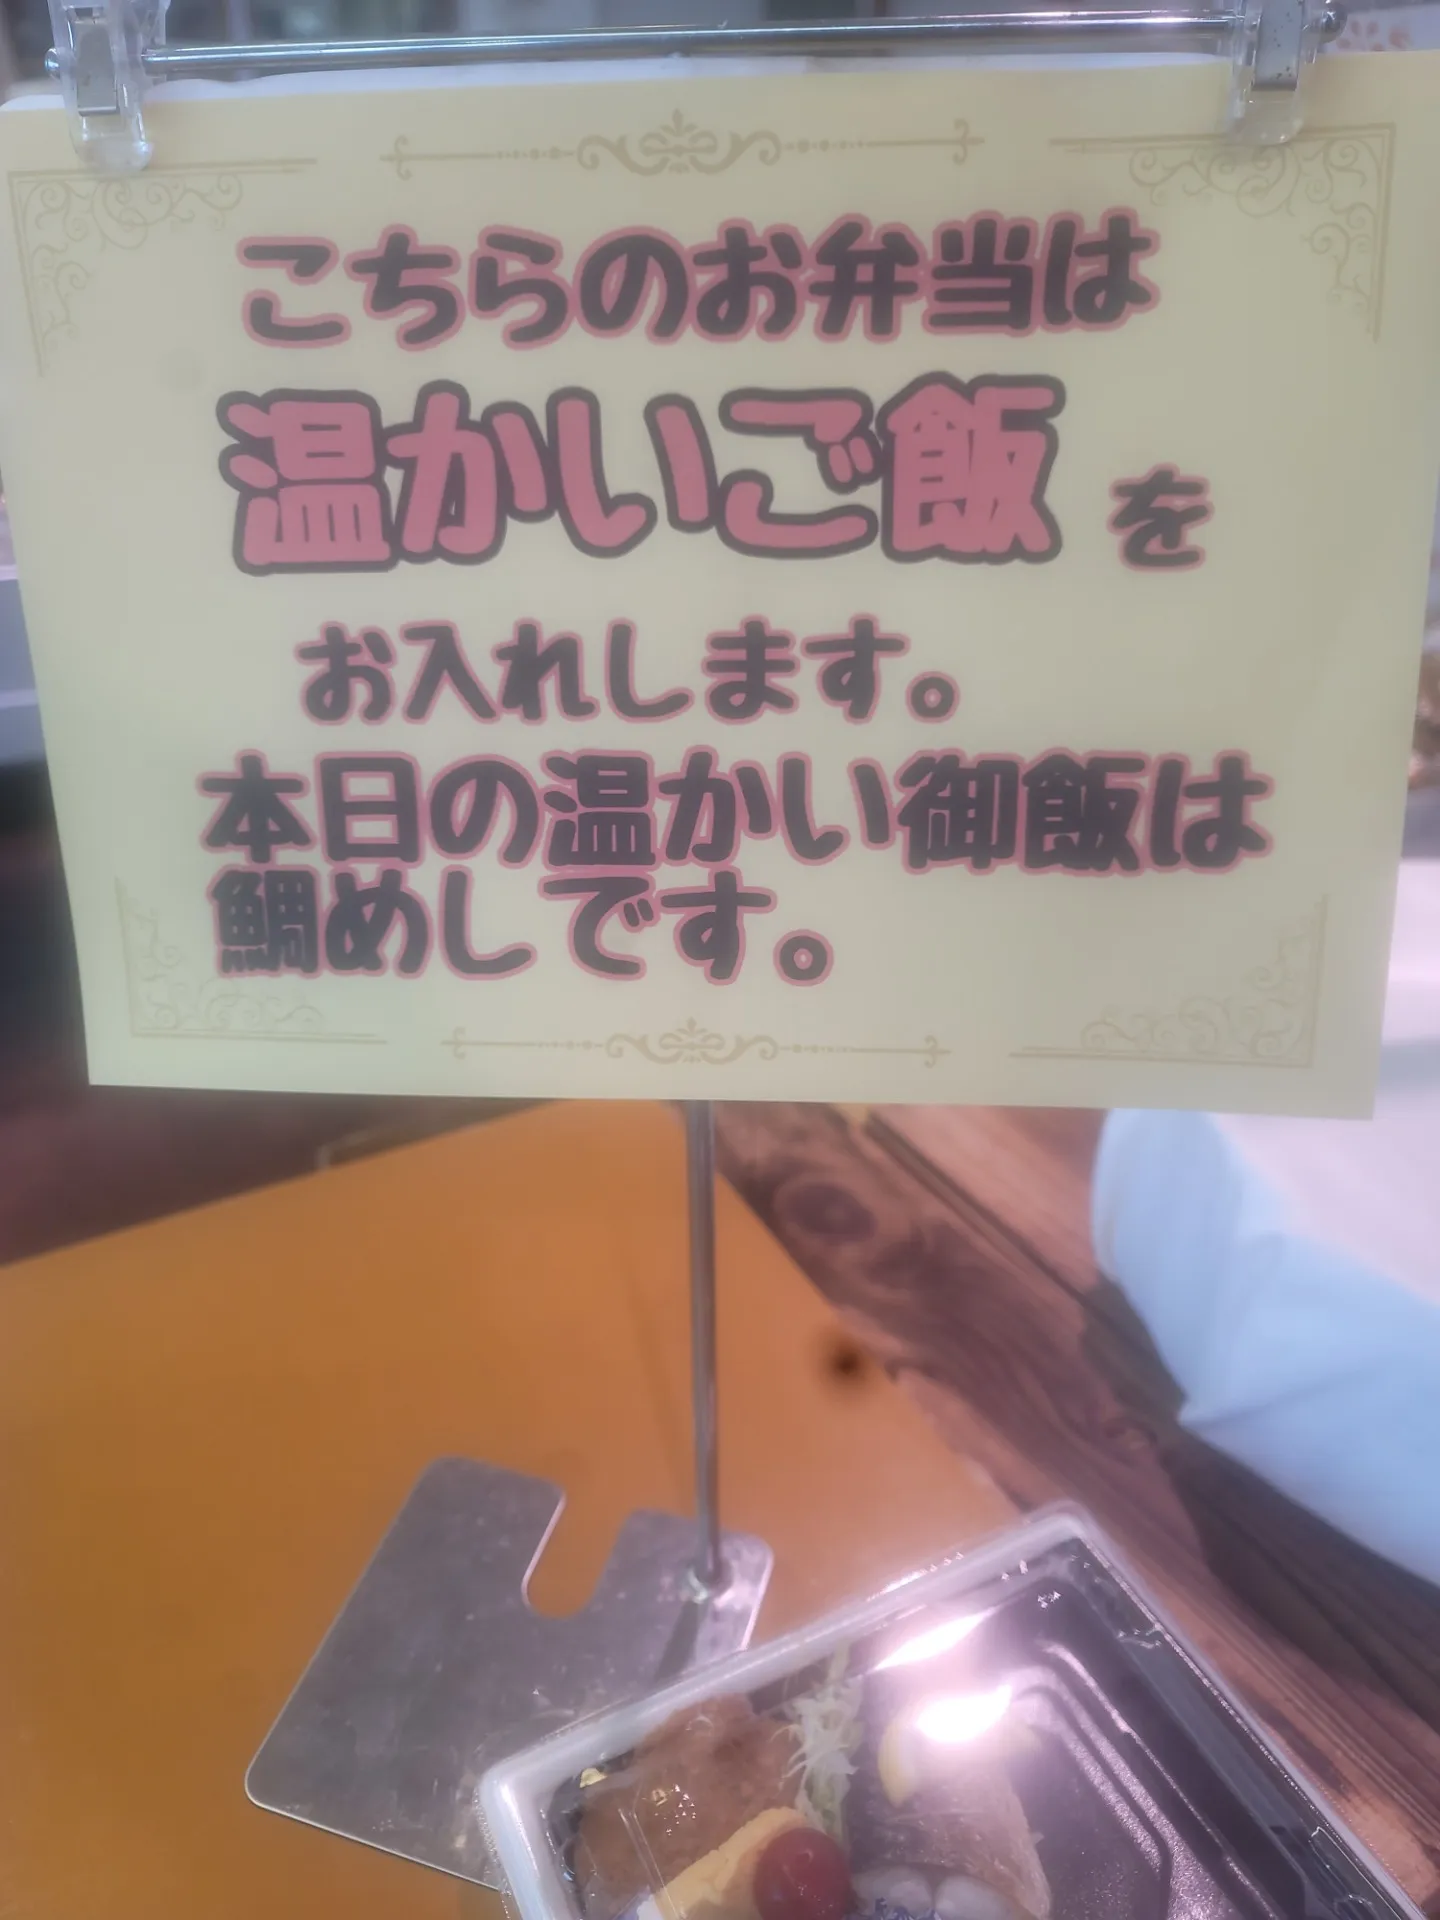 こちらのお弁当は
温かいご飯 を
お入れします。
本日の温かい御飯は
鯛めしです。